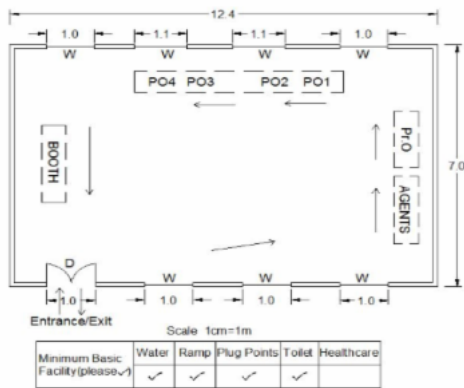 12.4
1.0 1.1 1.1 1.0
W W W W
PO4 PO3 PO2 PO1
BOOTH
Pr.O
AGENTS
7.0
D
W W W
1.0 1.0 1.0 1.0
Entrance/Exit
Scale 1cm=1m
Minimum Basic Facility(please✓) Water Ramp Plug Points Toilet Healthcare
✓ ✓ ✓ ✓